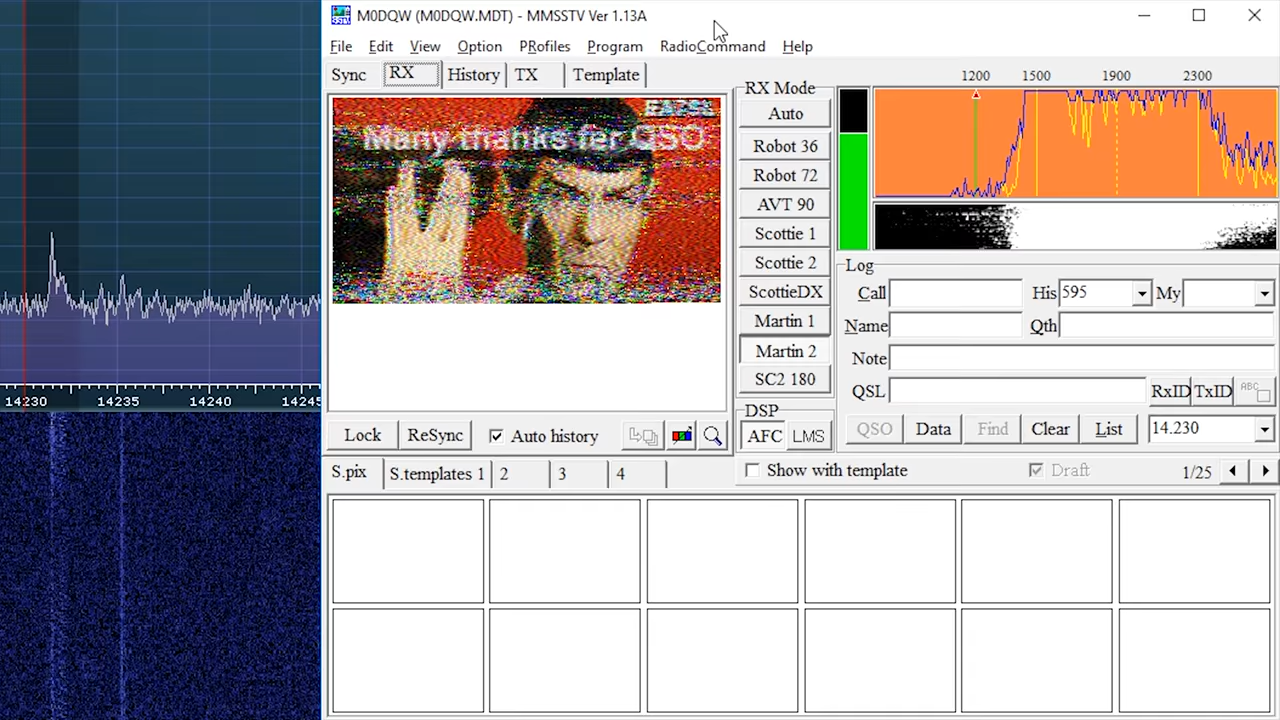 M0DQW (M0DQW.MDT) - MMSSTV Ver 1.13A
File Edit View Option PRofiles Program RadioCommand Help
Sync RX History TX Template
RX Mode
1200 1500 1900 2300
Many thanks fer QSO
Auto
Robot 36
Robot 72
AVT 90
Scottie 1
Scottie 2
ScottieDX
Martin 1
Martin 2
SC2 180
DSP
AFC LMS
Log
Call His 595 My
Name Qth
Note
QSL RxID TxID ABC
QSO Data Find Clear List 14.230
Lock ReSync Auto history
Show with template Draft 1/25
S.pix S.templates 1 2 3 4
14230 14235 14240 14245